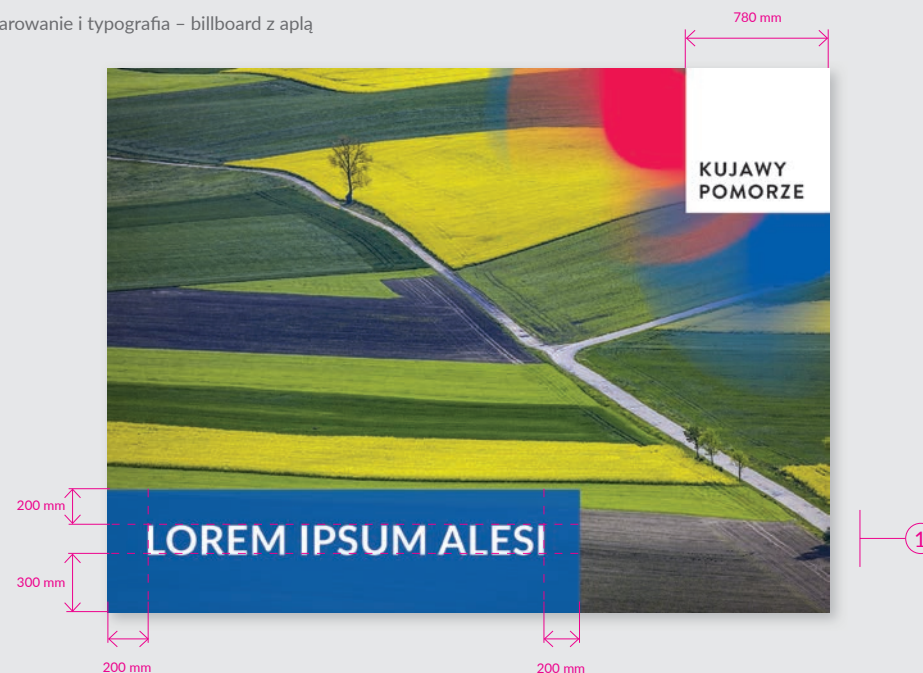 i typografia – billboard z aplą
780 mm
KUJAWY
POMORZE
200 mm
LOREM IPSUM ALESI
1
300 mm
200 mm
200 mm